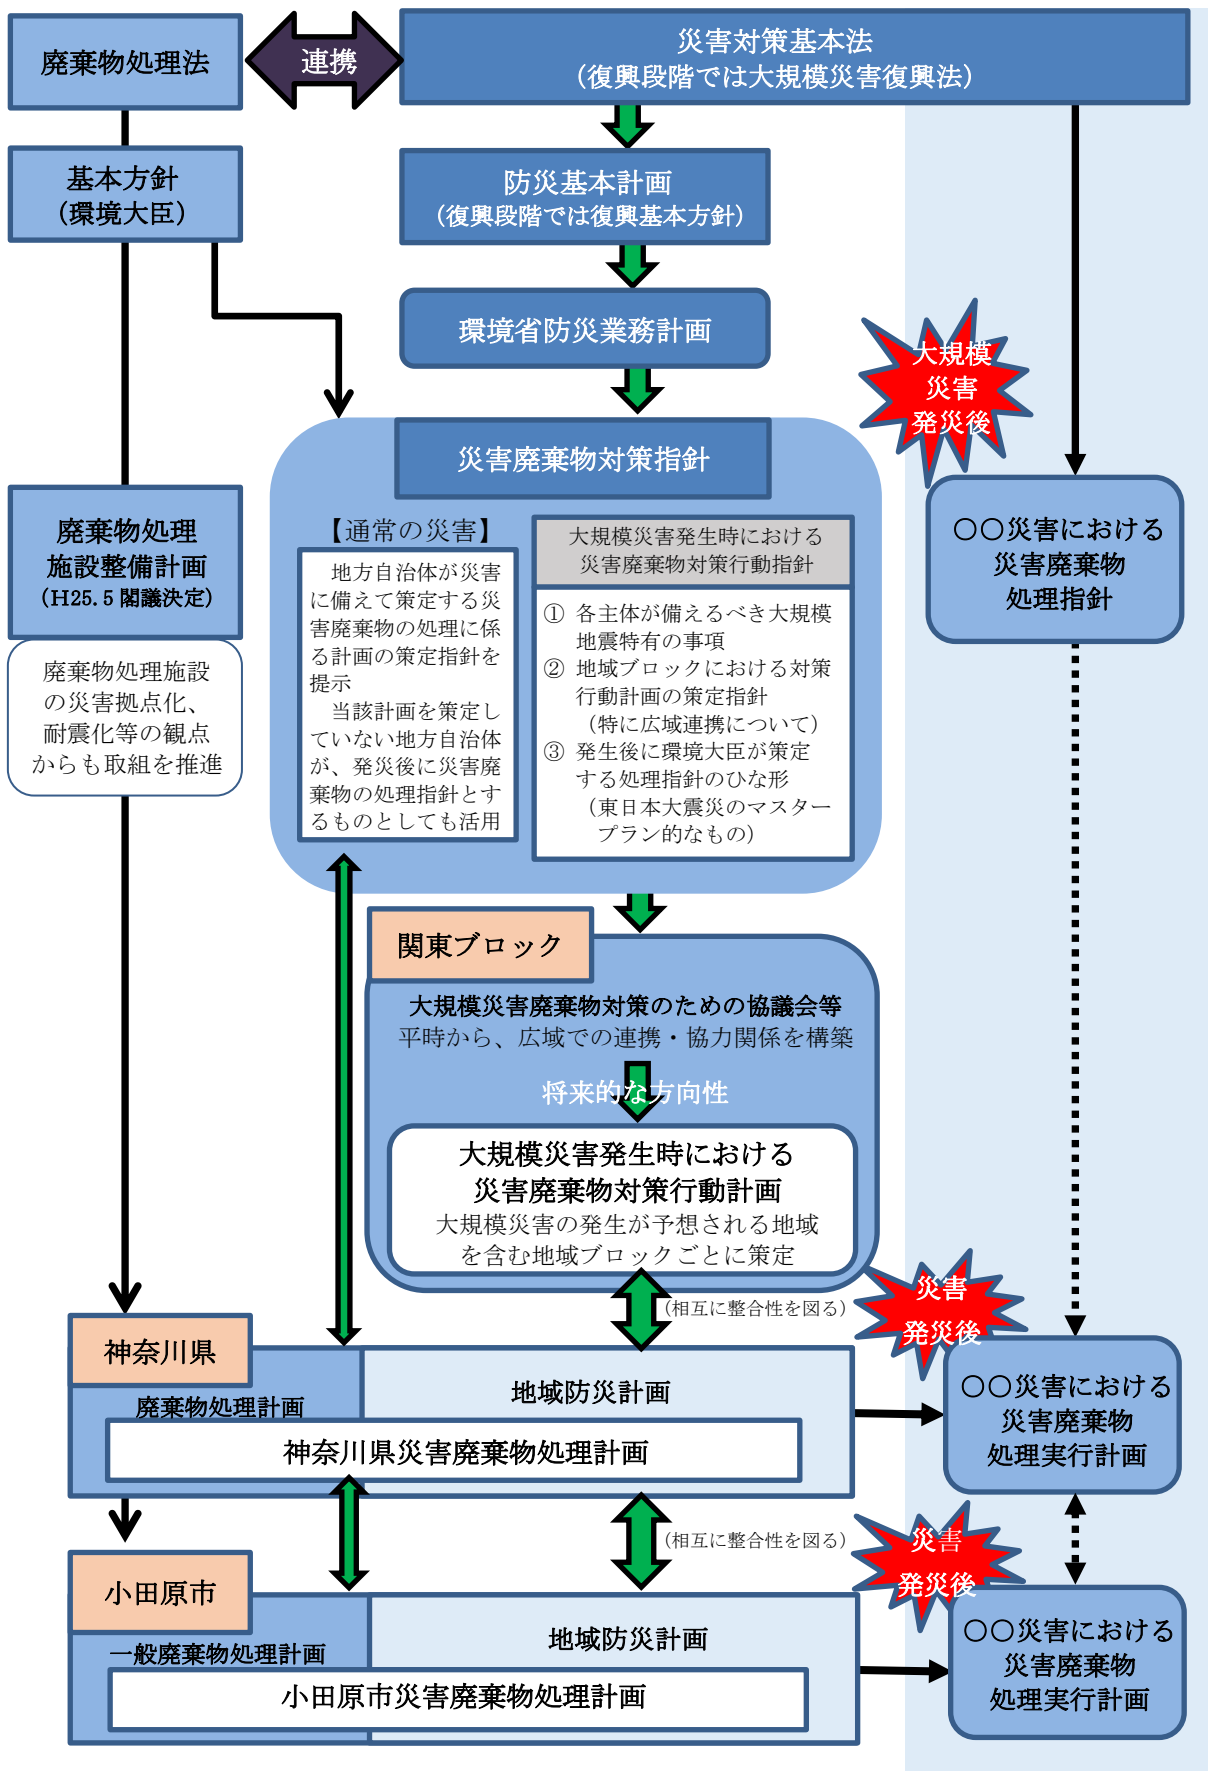 廃棄物処理法
連携
災害対策基本法
（復興段階では大規模災害復興法）
基本方針
（環境大臣）
防災基本計画
（復興段階では復興基本方針）
環境省防災業務計画
大規模
災害
発災後
災害廃棄物対策指針
【通常の災害】
地方自治体が災害
に備えて策定する災
害廃棄物の処理に係
る計画の策定指針を
提示
当該計画を策定し
ていない地方自治体
が、発災後に災害廃
棄物の処理指針とす
るものとしても活用
大規模災害発生時における
災害廃棄物対策行動指針
① 各主体が備えるべき大規模
地震特有の事項
② 地域ブロックにおける対策
行動計画の策定指針
（特に広域連携について）
③ 発生後に環境大臣が策定
する処理指針のひな形
（東日本大震災のマスター
プラン的なもの）
廃棄物処理
施設整備計画
（H25.5 閣議決定）
廃棄物処理施設
の災害拠点化、
耐震化等の観点
からも取組を推進
〇〇災害における
災害廃棄物
処理指針
関東ブロック
大規模災害廃棄物対策のための協議会等
平時から、広域での連携・協力関係を構築
将来的な方向性
大規模災害発生時における
災害廃棄物対策行動計画
大規模災害の発生が予想される地域
を含む地域ブロックごとに策定
（相互に整合性を図る）
災害
発災後
神奈川県
廃棄物処理計画
地域防災計画
神奈川県災害廃棄物処理計画
〇〇災害における
災害廃棄物
処理実行計画
（相互に整合性を図る）
災害
発災後
小田原市
一般廃棄物処理計画
地域防災計画
小田原市災害廃棄物処理計画
〇〇災害における
災害廃棄物
処理実行計画